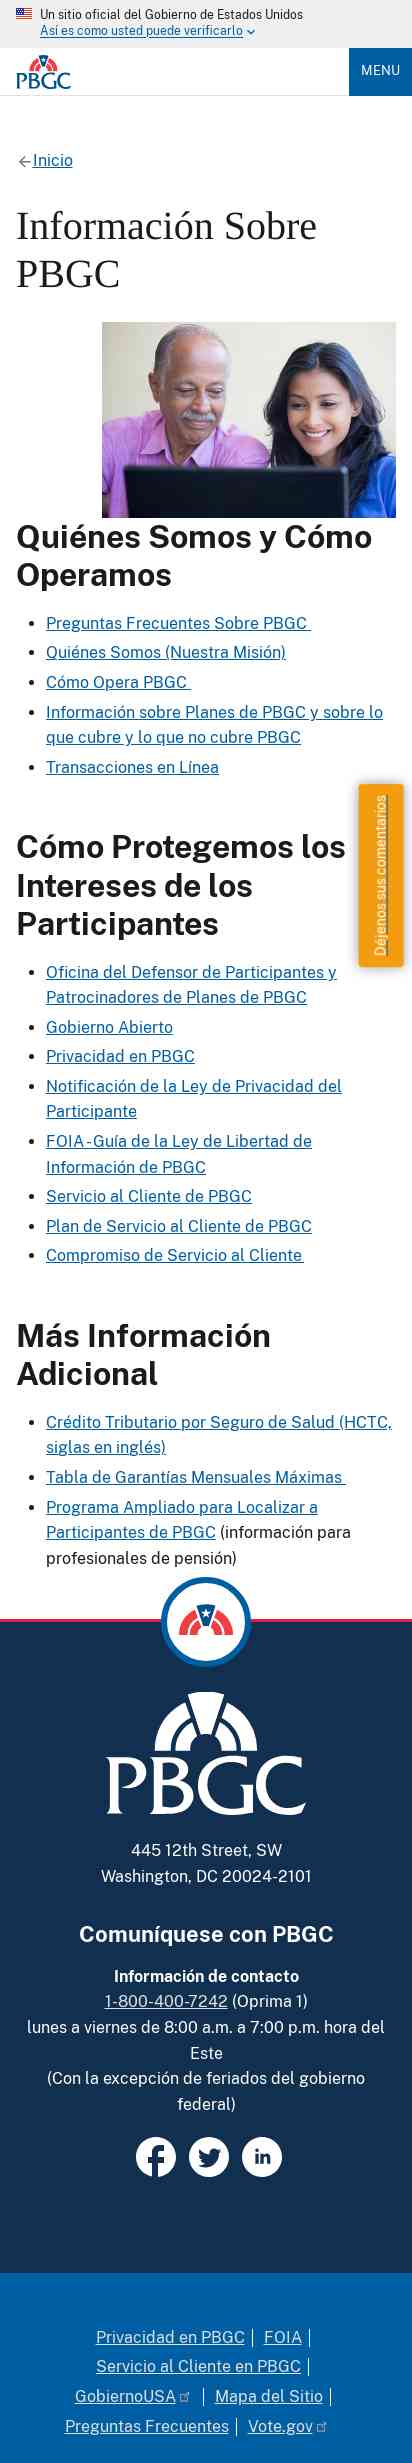 Un sitio oficial del Gobierno de Estados Unidos
Así es como usted puede verificarlo
PBGC
MENU
Inicio
Información Sobre
PBGC
Quiénes Somos y Cómo
Operamos
Preguntas Frecuentes Sobre PBGC
Quiénes Somos (Nuestra Misión)
Cómo Opera PBGC
Información sobre Planes de PBGC y sobre lo
que cubre y lo que no cubre PBGC
Transacciones en Línea
Déjenos sus comentarios
Cómo Protegemos los
Intereses de los
Participantes
Oficina del Defensor de Participantes y
Patrocinadores de Planes de PBGC
Gobierno Abierto
Privacidad en PBGC
Notificación de la Ley de Privacidad del
Participante
FOIA-Guía de la Ley de Libertad de
Información de PBGC
Servicio al Cliente de PBGC
Plan de Servicio al Cliente de PBGC
Compromiso de Servicio al Cliente
Más Información
Adicional
Crédito Tributario por Seguro de Salud (HCTC,
siglas en inglés)
Tabla de Garantías Mensuales Máximas
Programa Ampliado para Localizar a
Participantes de PBGC (información para
profesionales de pensión)
PBGC
445 12th Street, SW
Washington, DC 20024-2101
Comuníquese con PBGC
Información de contacto
1-800-400-7242 (Oprima 1)
lunes a viernes de 8:00 a.m. a 7:00 p.m. hora del
Este
(Con la excepción de feriados del gobierno
federal)
Privacidad en PBGC
FOIA
Servicio al Cliente en PBGC
GobiernoUSA
Mapa del Sitio
Preguntas Frecuentes
Vote.gov